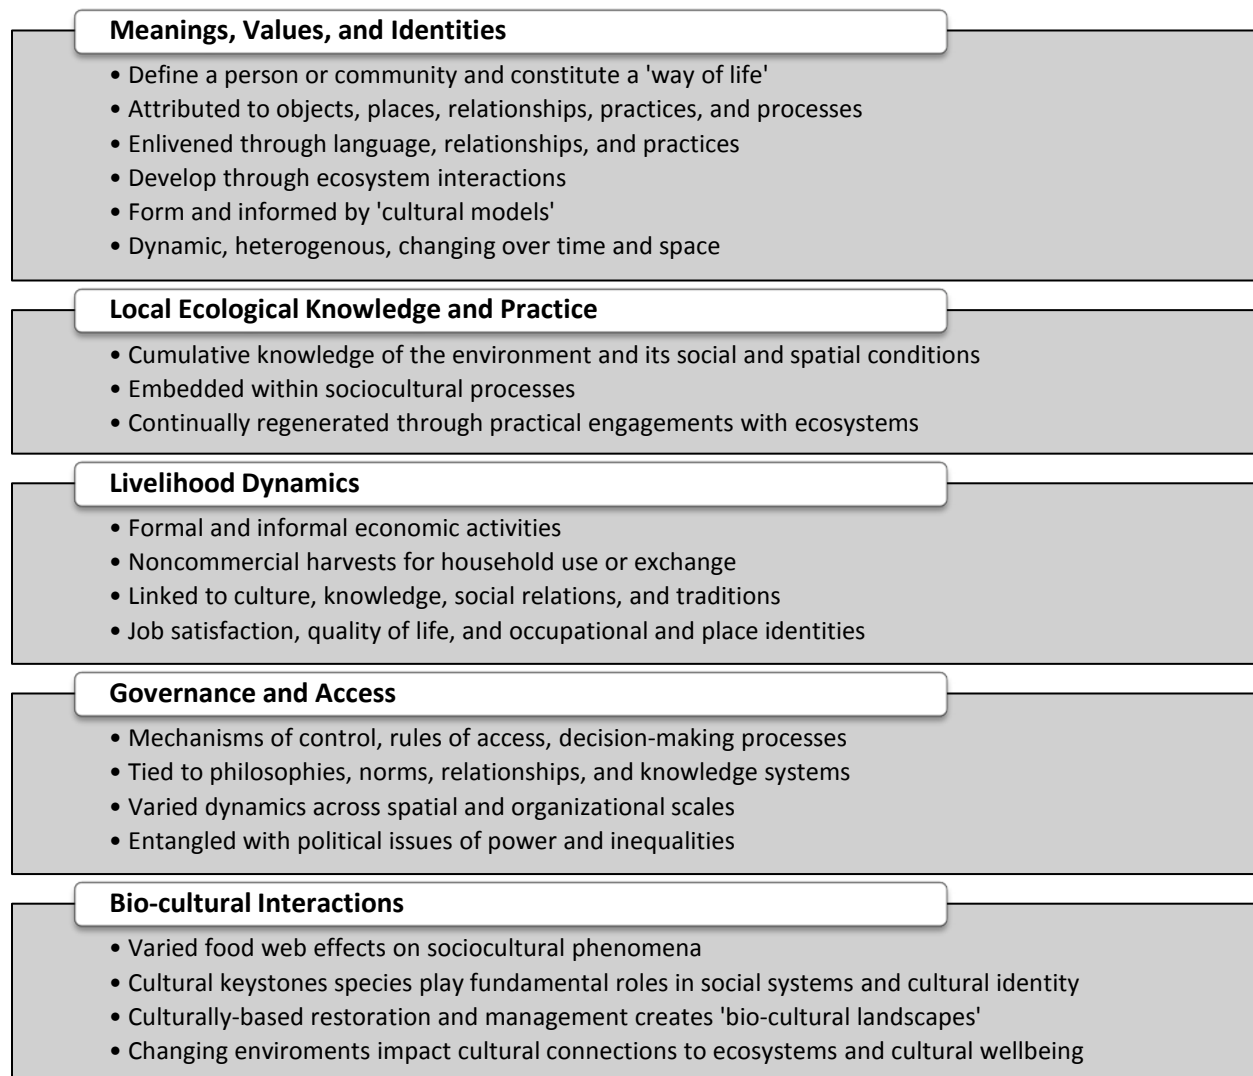 Meanings, Values, and Identities
• Define a person or community and constitute a 'way of life'
• Attributed to objects, places, relationships, practices, and processes
• Enlivened through language, relationships, and practices
• Develop through ecosystem interactions
• Form and informed by 'cultural models'
• Dynamic, heterogenous, changing over time and space
Local Ecological Knowledge and Practice
• Cumulative knowledge of the environment and its social and spatial conditions
• Embedded within sociocultural processes
• Continually regenerated through practical engagements with ecosystems
Livelihood Dynamics
• Formal and informal economic activities
• Noncommercial harvests for household use or exchange
• Linked to culture, knowledge, social relations, and traditions
• Job satisfaction, quality of life, and occupational and place identities
Governance and Access
• Mechanisms of control, rules of access, decision-making processes
• Tied to philosophies, norms, relationships, and knowledge systems
• Varied dynamics across spatial and organizational scales
• Entangled with political issues of power and inequalities
Bio-cultural Interactions
• Varied food web effects on sociocultural phenomena
• Cultural keystones species play fundamental roles in social systems and cultural identity
• Culturally-based restoration and management creates 'bio-cultural landscapes'
• Changing enviroments impact cultural connections to ecosystems and cultural wellbeing